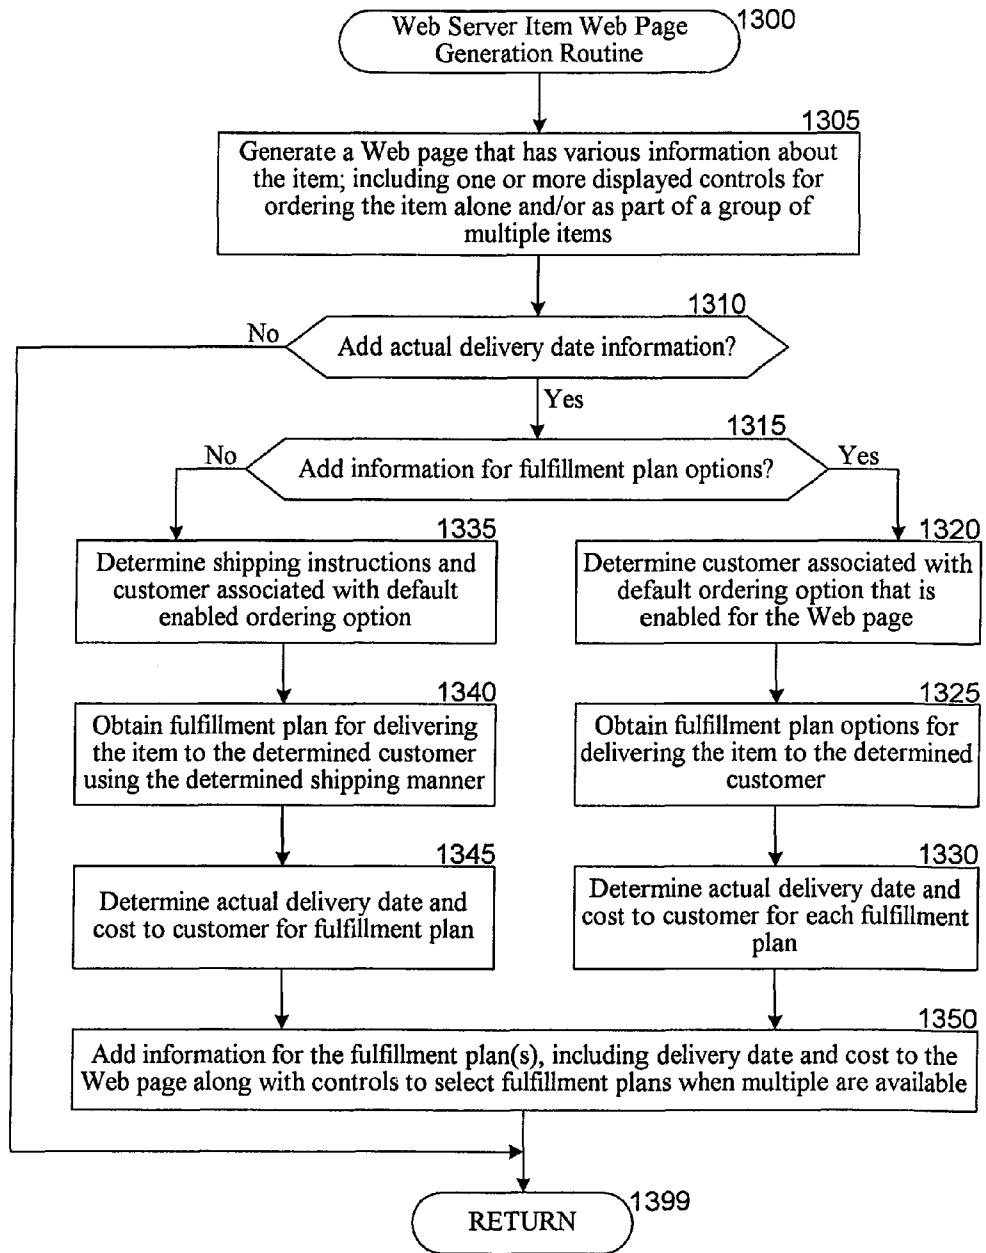 1300
Web Server Item Web Page
Generation Routine
1305
Generate a Web page that has various information about
the item; including one or more displayed controls for
ordering the item alone and/or as part of a group of
multiple items
1310
No
Add actual delivery date information?
Yes
1315
No
Add information for fulfillment plan options?
Yes
1335
Determine shipping instructions and
customer associated with default
enabled ordering option
1320
Determine customer associated with
default ordering option that is
enabled for the Web page
1340
Obtain fulfillment plan for delivering
the item to the determined customer
using the determined shipping manner
1325
Obtain fulfillment plan options for
delivering the item to the determined
customer
1345
Determine actual delivery date and
cost to customer for fulfillment plan
1330
Determine actual delivery date and
cost to customer for each fulfillment
plan
1350
Add information for the fulfillment plan(s), including delivery date and cost to the
Web page along with controls to select fulfillment plans when multiple are available
RETURN
1399